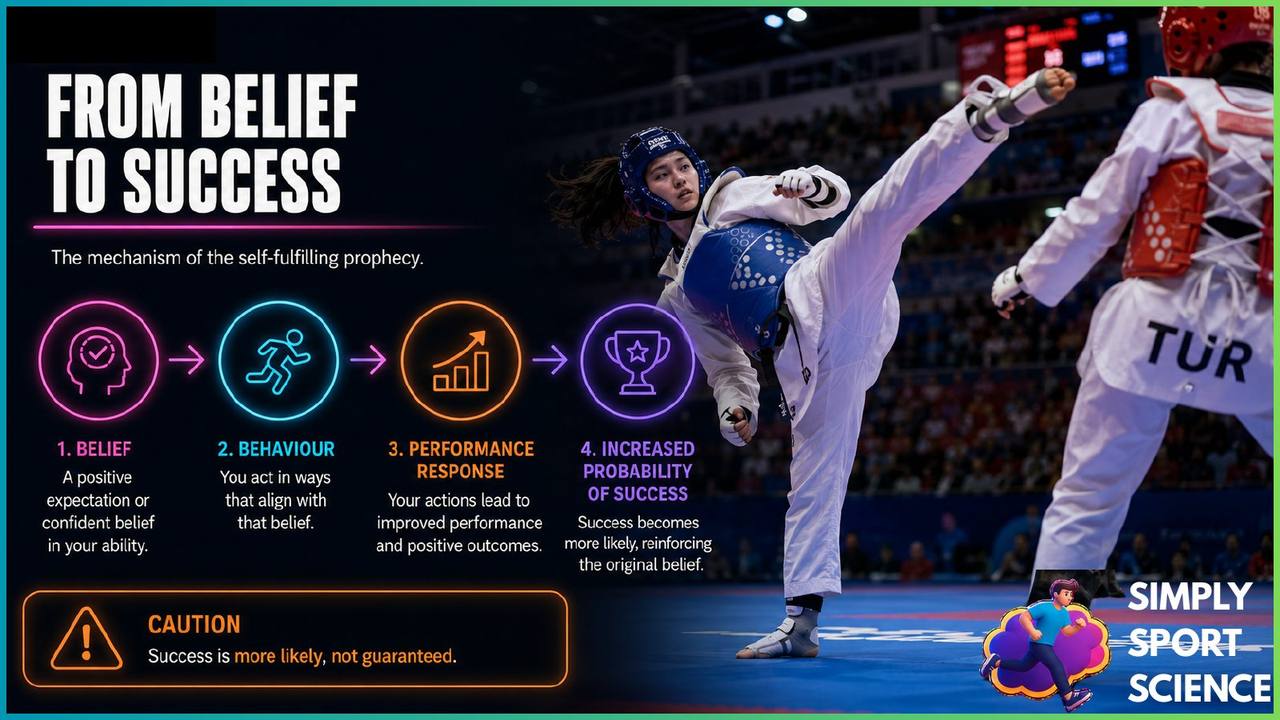 FROM BELIEF
TO SUCCESS
The mechanism of the self-fulfilling prophecy.
1. BELIEF
A positive
expectation or
confident belief
in your ability.
2. BEHAVIOUR
You act in ways
that align with
that belief.
3. PERFORMANCE
RESPONSE
Your actions lead to
improved performance
and positive outcomes.
4. INCREASED
PROBABILITY
OF SUCCESS
Success becomes
more likely, reinforcing
the original belief.
CAUTION
Success is more likely, not guaranteed.
TUR
SIMPLY
SPORT
SCIENCE